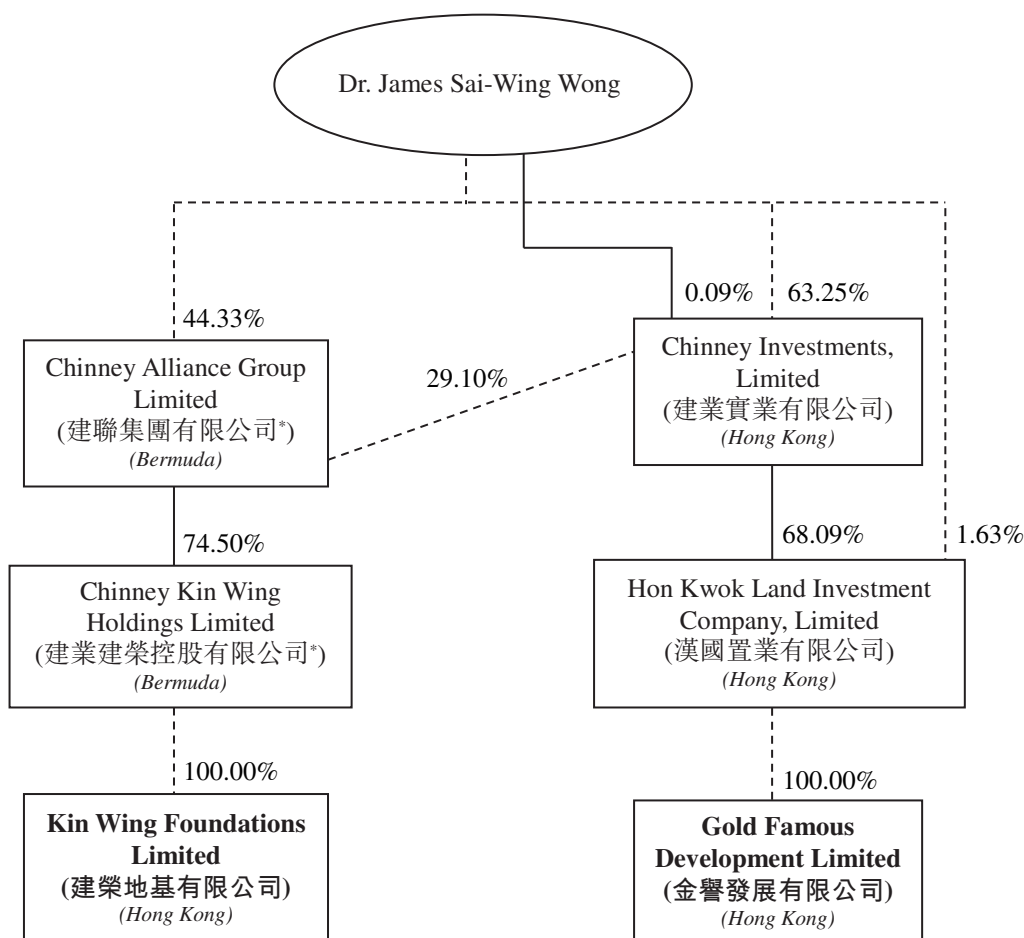 Dr. James Sai-Wing Wong
44.33%
0.09%
63.25%
Chinney Alliance Group
Limited
(建聯集團有限公司*)
(Bermuda)
29.10%
Chinney Investments,
Limited
(建業實業有限公司)
(Hong Kong)
74.50%
68.09%
1.63%
Chinney Kin Wing
Holdings Limited
(建業建榮控股有限公司*)
(Bermuda)
Hon Kwok Land Investment
Company, Limited
(漢國置業有限公司)
(Hong Kong)
100.00%
100.00%
Kin Wing Foundations
Limited
(建榮地基有限公司)
(Hong Kong)
Gold Famous
Development Limited
(金譽發展有限公司)
(Hong Kong)